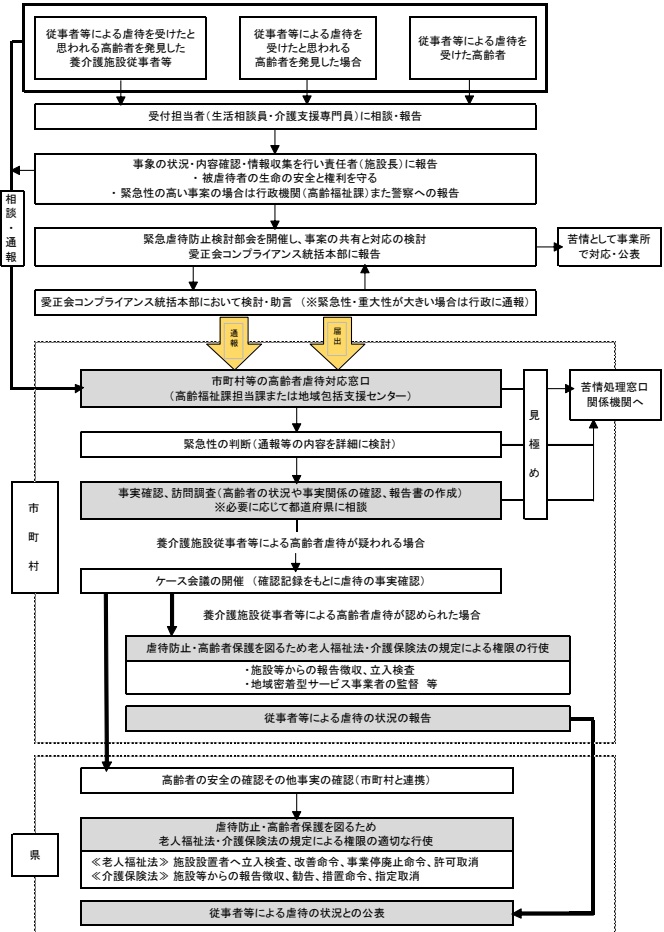 従事者等による虐待を受けたと
思われる高齢者を発見した
養介護施設従事者等
従事者等による虐待を
受けたと思われる
高齢者を発見した場合
従事者等による虐待を
受けた高齢者
受付担当者（生活相談員・介護支援専門員）に相談・報告
事象の状況・内容確認・情報収集を行い責任者（施設長）に報告
・被虐待者の生命の安全と権利を守る
・緊急性の高い事案の場合は行政機関（高齢福祉課）また警察への報告
相談・通報
緊急虐待防止検討部会を開催し、事案の共有と対応の検討
愛正会コンプライアンス統括本部に報告
苦情として事業所
で対応・公表
愛正会コンプライアンス統括本部において検討・助言　（※緊急性・重大性が大きい場合は行政に通報）
通報
届出
市町村等の高齢者虐待対応窓口
（高齢福祉課担当課または地域包括支援センター）
見極め
苦情処理窓口
関係機関へ
緊急性の判断（通報等の内容を詳細に検討）
事実確認、訪問調査（高齢者の状況や事実関係の確認、報告書の作成）
※必要に応じて都道府県に相談
市町村
養介護施設従事者等による高齢者虐待が疑われる場合
ケース会議の開催　（確認記録をもとに虐待の事実確認）
養介護施設従事者等による高齢者虐待が認められた場合
虐待防止・高齢者保護を図るため老人福祉法・介護保険法の規定による権限の行使
・施設等からの報告徴収、立入検査
・地域密着型サービス事業者の監督　等
従事者等による虐待の状況の報告
高齢者の安全の確認その他事実の確認（市町村と連携）
虐待防止・高齢者保護を図るため
老人福祉法・介護保険法の規定による権限の適切な行使
県
≪老人福祉法≫ 施設設置者へ立入検査、改善命令、事業停廃止命令、許可取消
≪介護保険法≫ 施設等からの報告徴収、勧告、措置命令、指定取消
従事者等による虐待の状況との公表